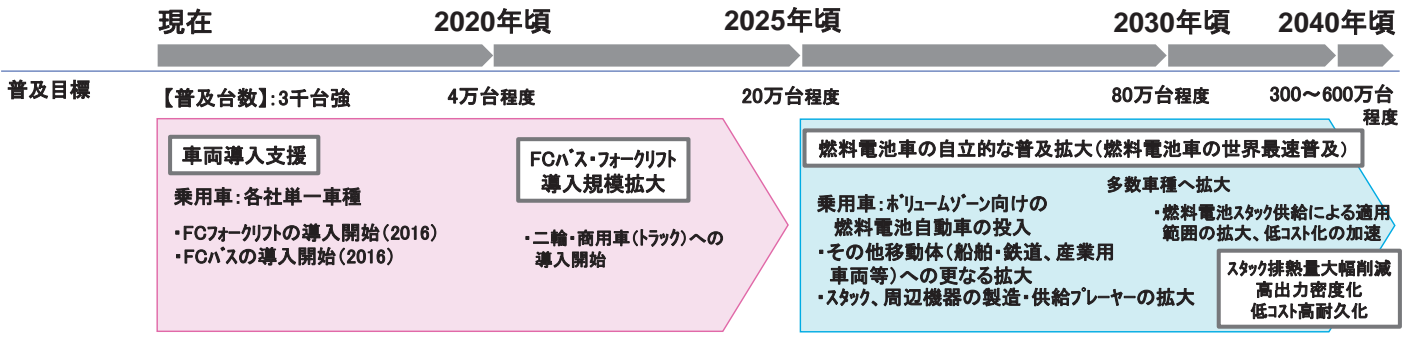 現在
2020年頃
2025年頃
2030年頃
2040年頃
普及目標
【普及台数】:3千台強
4万台程度
20万台程度
80万台程度
300～600万台
程度
車両導入支援
乗用車:各社単一車種
・FCフォークリフトの導入開始(2016)
・FCバスの導入開始(2016)
FCバス・フォークリフト
導入規模拡大
・二輪・商用車(トラック)への
導入開始
燃料電池車の自立的な普及拡大(燃料電池車の世界最速普及)
多数車種へ拡大
乗用車:ボリュームゾーン向けの
燃料電池自動車の投入
・その他移動体(船舶・鉄道、産業用
車両等)への更なる拡大
・スタック、周辺機器の製造・供給プレーヤーの拡大
・燃料電池スタック供給による適用
範囲の拡大、低コスト化の加速
スタック排熱量大幅削減
高出力密度化
低コスト高耐久化